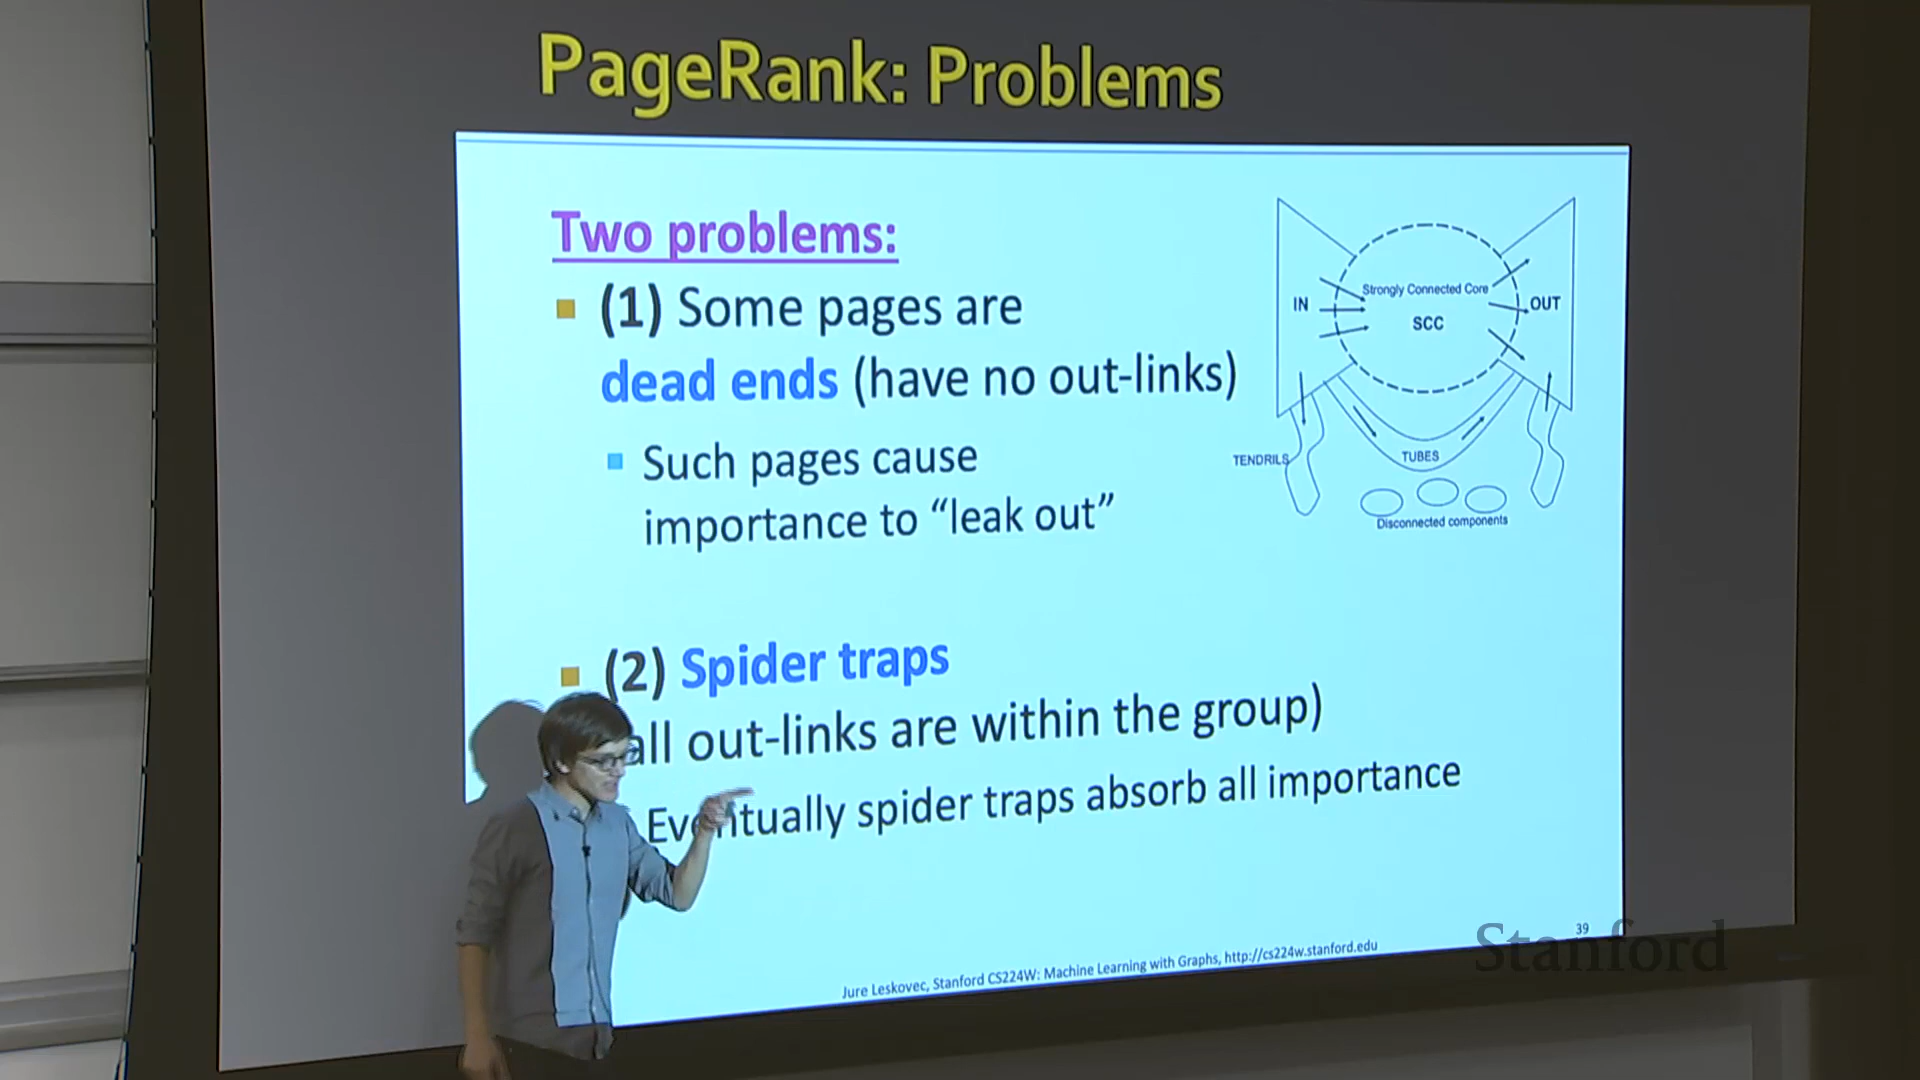 PageRank: Problems
Two problems:
(1) Some pages are
dead ends (have no out-links)
Such pages cause
importance to “leak out”
(2) Spider traps
all out-links are within the group)
Eventually spider traps absorb all importance
IN
Strongly Connected Core
SCC
OUT
TENDRILS
TUBES
Disconnected components
Jure Leskovec, Stanford CS224W: Machine Learning with Graphs, http://cs224w.stanford.edu
39
Stanford